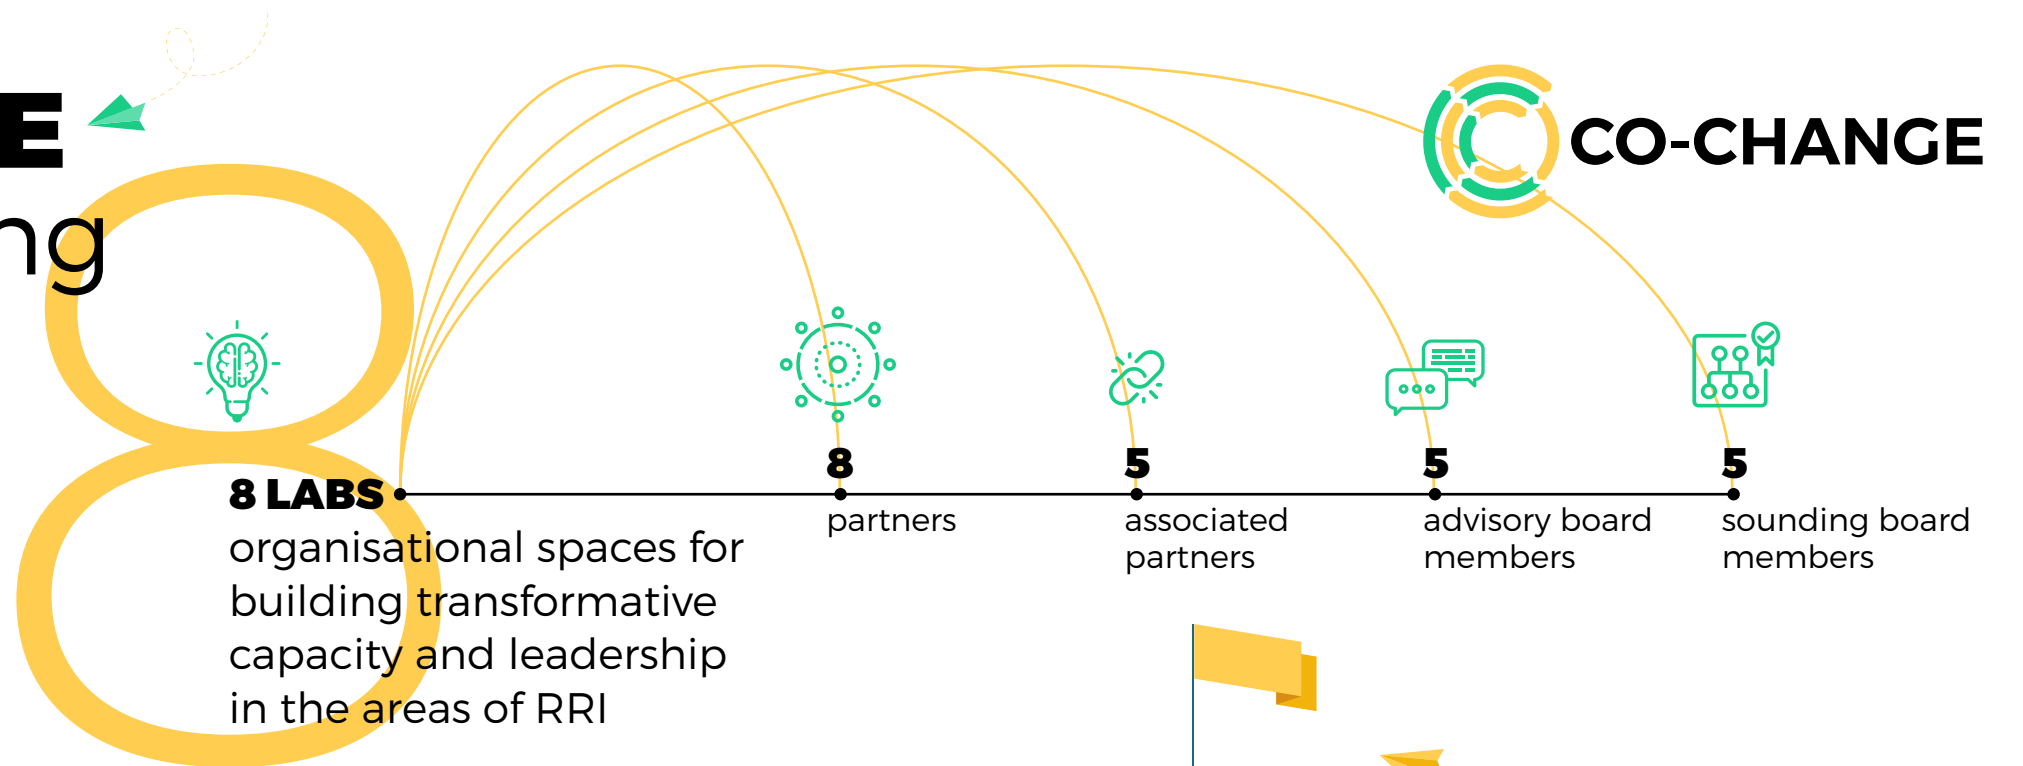 E
ng
CO-CHANGE
8 LABS
organisational spaces for
building transformative
capacity and leadership
in the areas of RRI
8
partners
5
associated
partners
5
advisory board
members
5
sounding board
members